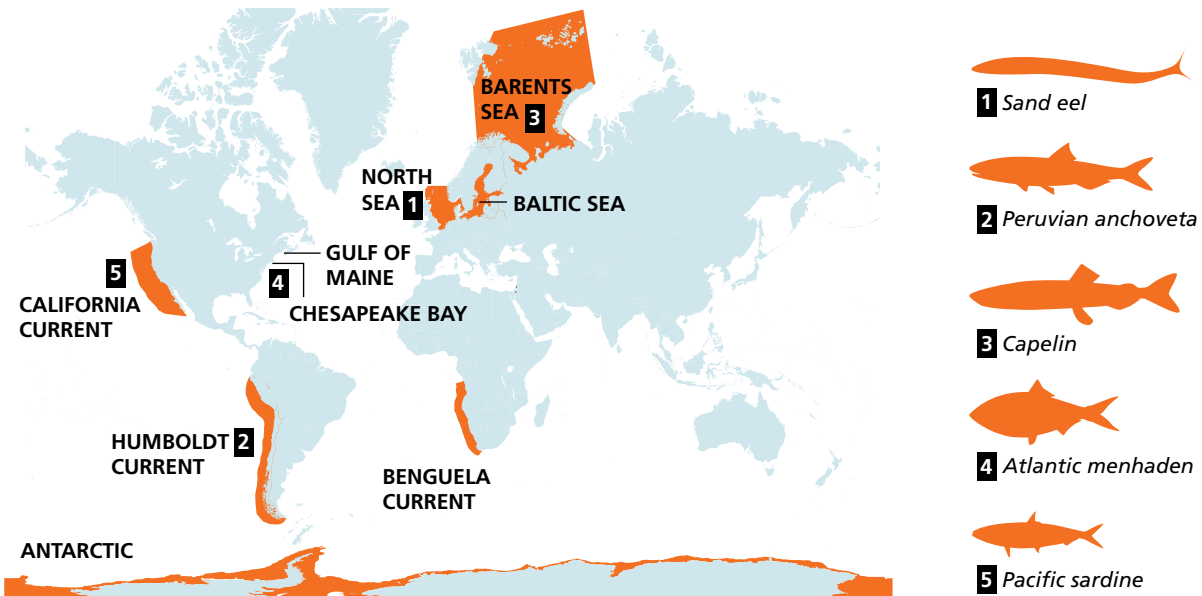 BARENTS
SEA 3
NORTH
SEA 1
BALTIC SEA
GULF OF
MAINE
4
CHESAPEAKE BAY
5
CALIFORNIA
CURRENT
HUMBOLDT 2
CURRENT
BENGUELA
CURRENT
ANTARCTIC
1 Sand eel
2 Peruvian anchoveta
3 Capelin
4 Atlantic menhaden
5 Pacific sardine